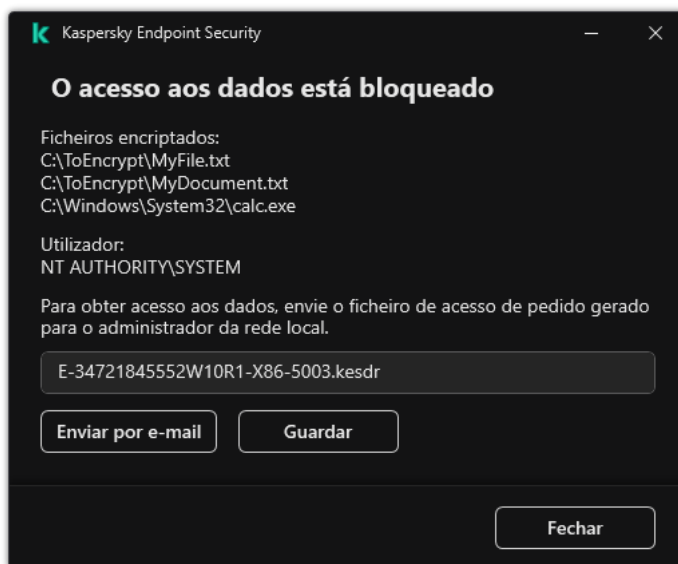 Kaspersky Endpoint Security
O acesso aos dados está bloqueado
Ficheiros encriptados:
C:\ToEncrypt\MyFile.txt
C:\ToEncrypt\MyDocument.txt
C:\Windows\System32\calc.exe
Utilizador:
NT AUTHORITY\SYSTEM
Para obter acesso aos dados, envie o ficheiro de acesso de pedido gerado
para o administrador da rede local.
E-34721845552W10R1-X86-5003.kesdr
Enviar por e-mail
Guardar
Fechar